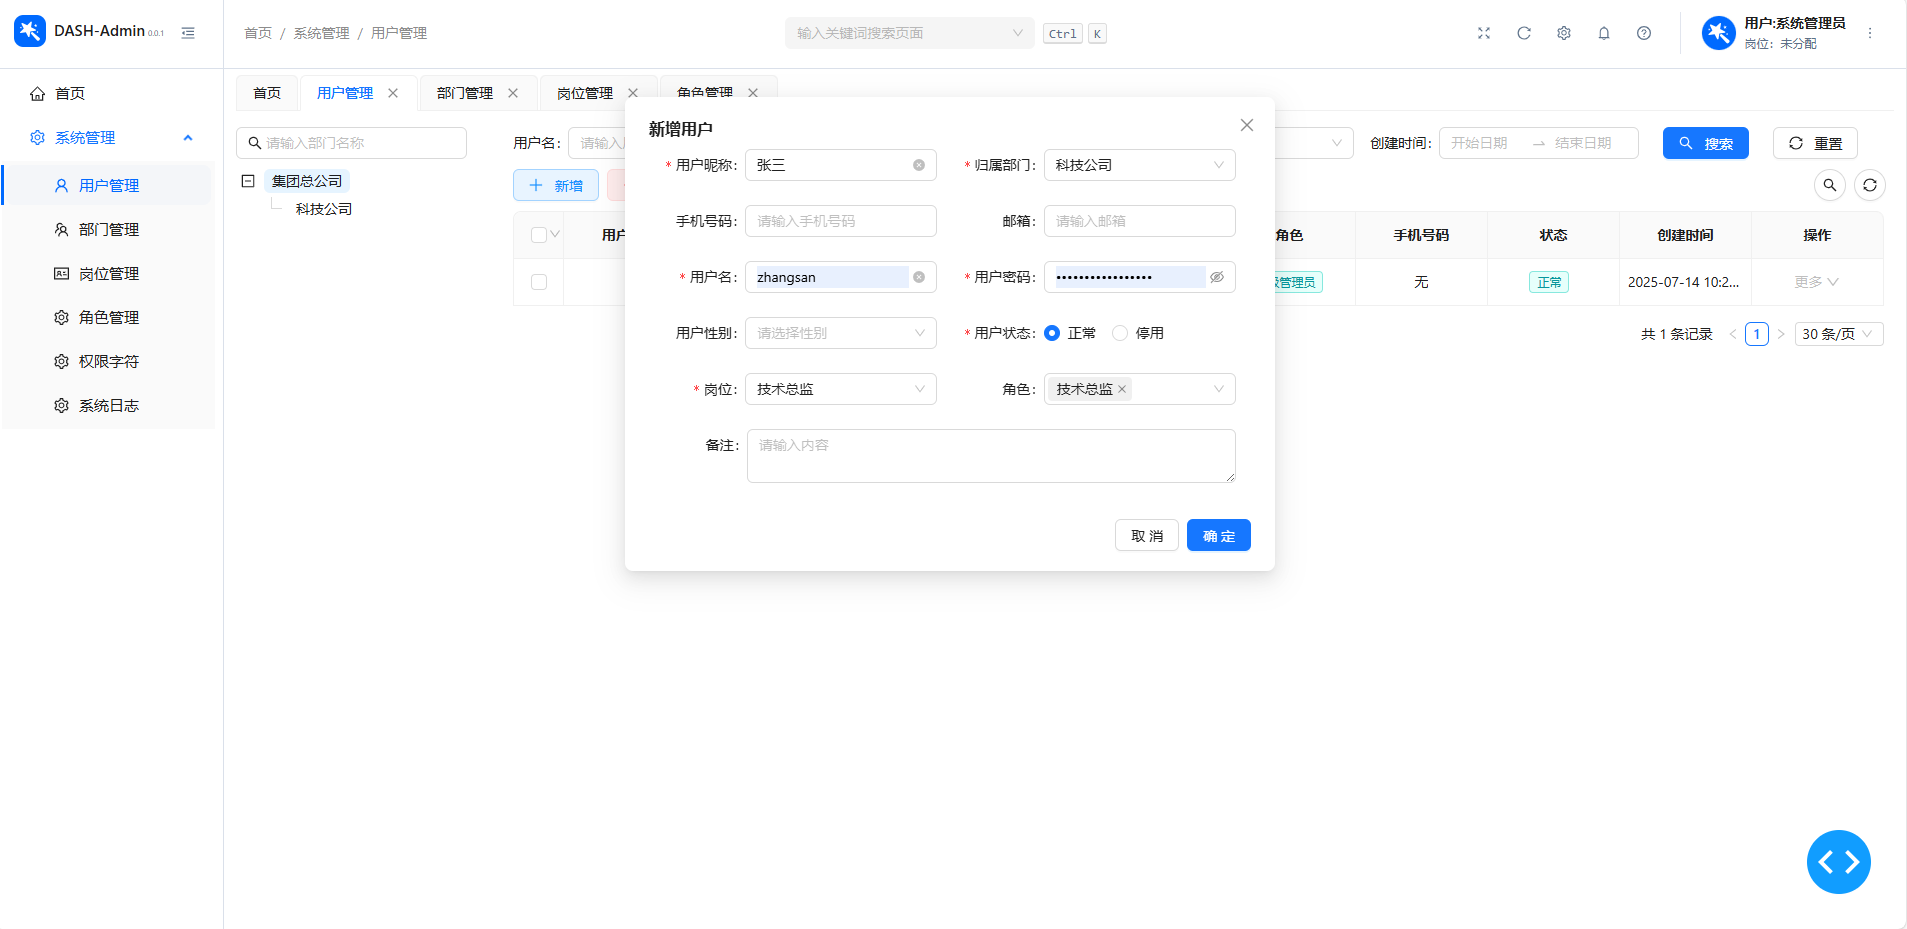 DASH-Admin 0.0.1
首页 / 系统管理 / 用户管理
输入关键词搜索页面
Ctrl K
用户:系统管理员
岗位：未分配
首页
系统管理
用户管理
部门管理
岗位管理
角色管理
权限字符
系统日志
首页 用户管理 部门管理 岗位管理 角色管理
请输入部门名称
集团总公司
科技公司
用户名： 请输入 创建时间： 开始日期 结束日期 搜索 重置
新增
用户 角色 手机号码 状态 创建时间 操作
管理员 无 正常 2025-07-14 10:2... 更多
共 1 条记录 1 30 条/页
新增用户
* 用户昵称： 张三 * 归属部门： 科技公司
手机号码： 请输入手机号码 邮箱： 请输入邮箱
* 用户名： zhangsan * 用户密码： •••••••••••••••••
用户性别： 请选择性别 * 用户状态： 正常 停用
* 岗位： 技术总监 角色： 技术总监
备注： 请输入内容
取 消 确 定